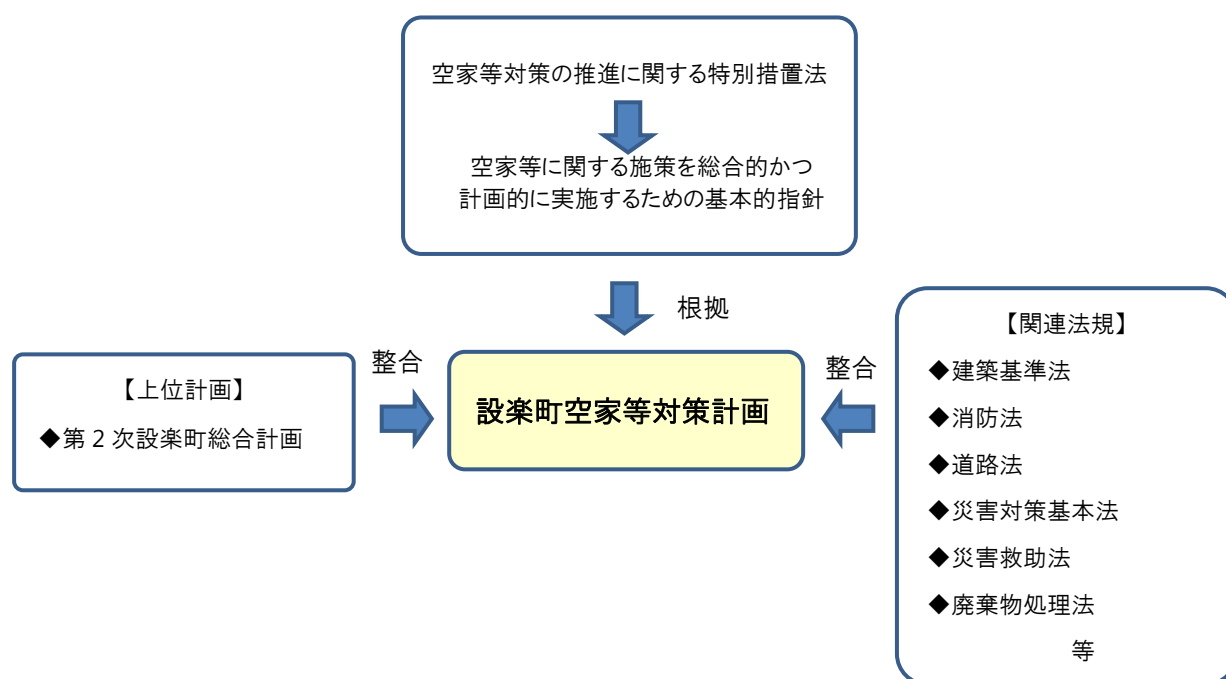 空家等対策の推進に関する特別措置法
空家等に関する施策を総合的かつ
計画的に実施するための基本的指針
根拠
【上位計画】
◆第２次設楽町総合計画
整合
設楽町空家等対策計画
整合
【関連法規】
◆建築基準法
◆消防法
◆道路法
◆災害対策基本法
◆災害救助法
◆廃棄物処理法
等